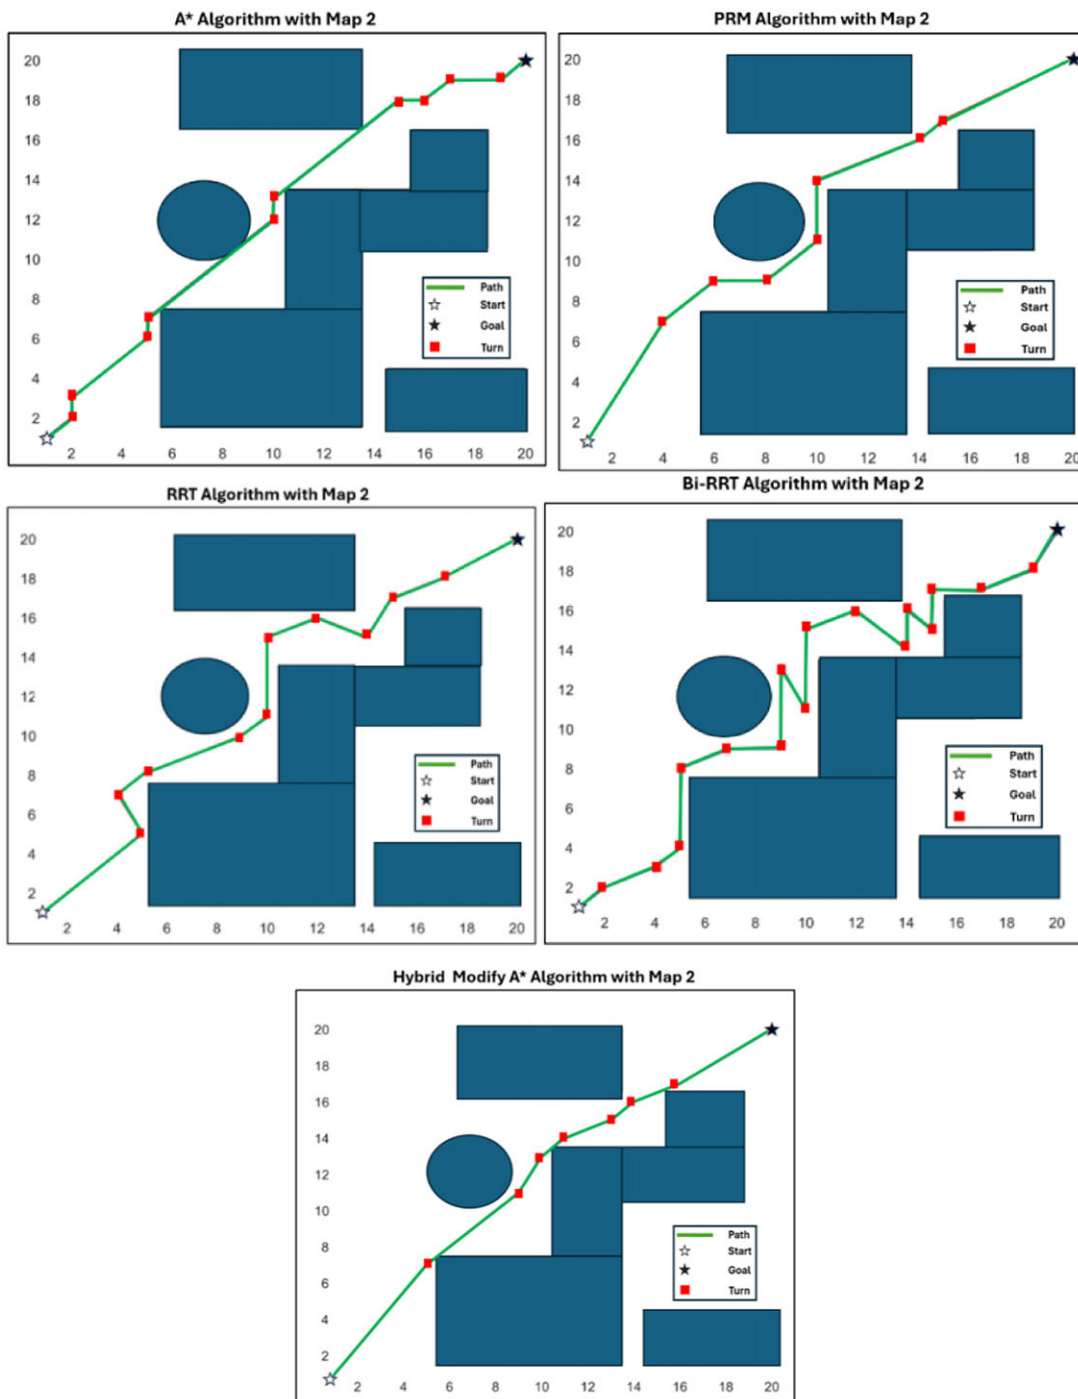 A* Algorithm with Map 2
20
18
16
14
12
10
8
6
4
2
2 4 6 8 10 12 14 16 18 20
Path
Start
Goal
Turn
PRM Algorithm with Map 2
20
18
16
14
12
10
8
6
4
2
2 4 6 8 10 12 14 16 18 20
Path
Start
Goal
Turn
RRT Algorithm with Map 2
20
18
16
14
12
10
8
6
4
2
2 4 6 8 10 12 14 16 18 20
Path
Start
Goal
Turn
Bi-RRT Algorithm with Map 2
20
18
16
14
12
10
8
6
4
2
2 4 6 8 10 12 14 16 18 20
Path
Start
Goal
Turn
Hybrid Modify A* Algorithm with Map 2
20
18
16
14
12
10
8
6
4
2
2 4 6 8 10 12 14 16 18 20
Path
Start
Goal
Turn